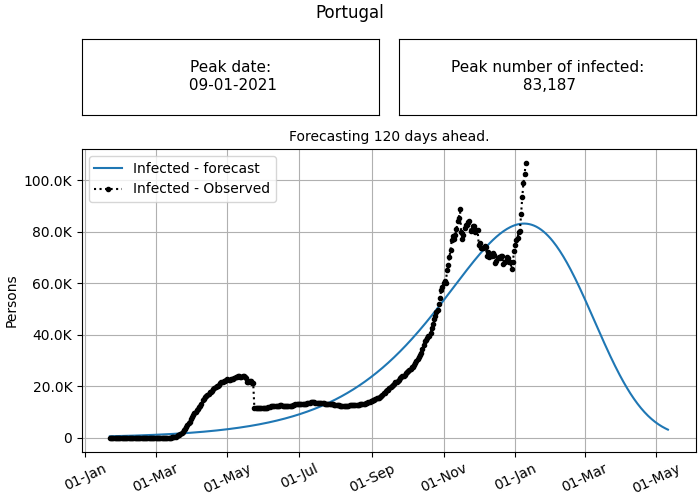 Portugal
Peak date:
09-01-2021
Peak number of infected:
83,187
Forecasting 120 days ahead.
Infected - forecast
Infected - Observed
100.0K
80.0K
60.0K
40.0K
20.0K
0
Persons
01-Jan
01-Mar
01-May
01-Jul
01-Sep
01-Nov
01-Jan
01-Mar
01-May